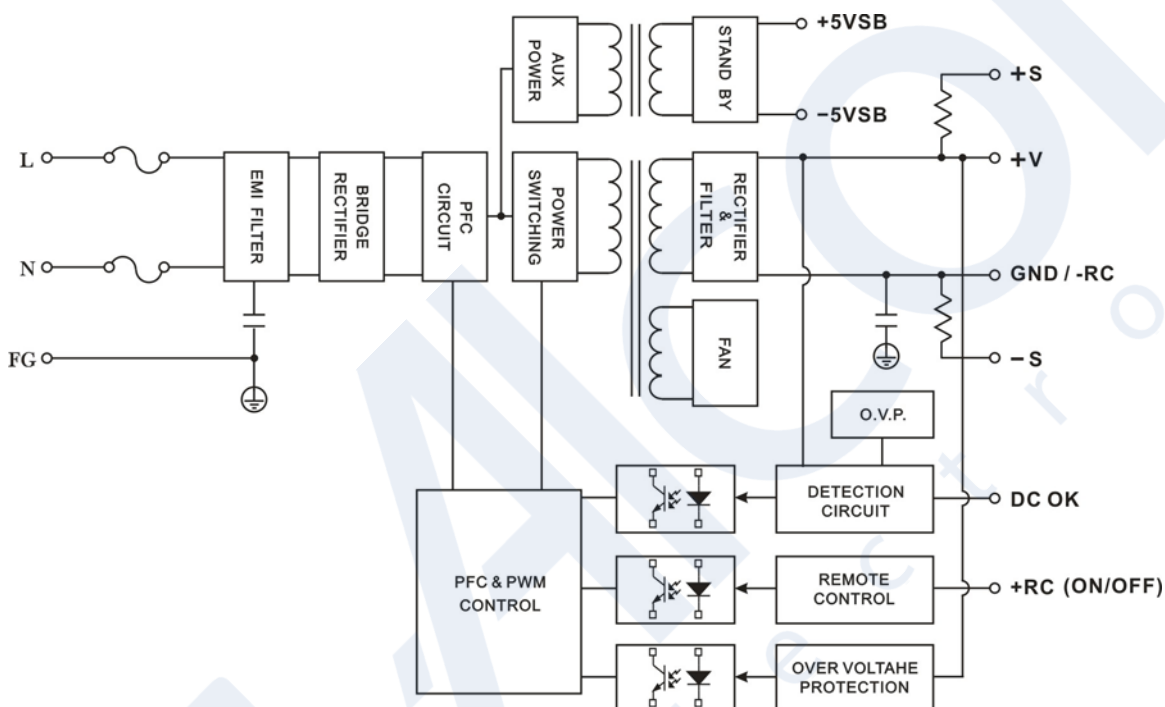 AUX
POWER
STAND BY
+5VSB
−5VSB
+S
L
EMI FILTER
BRIDGE
RECTIFIER
PFC
CIRCUIT
POWER
SWITCHING
RECTIFIER
&
FILTER
+V
N
GND / -RC
FG
FAN
−S
O.V.P.
DETECTION
CIRCUIT
DC OK
PFC & PWM
CONTROL
REMOTE
CONTROL
+RC (ON/OFF)
OVER VOLTAHE
PROTECTION